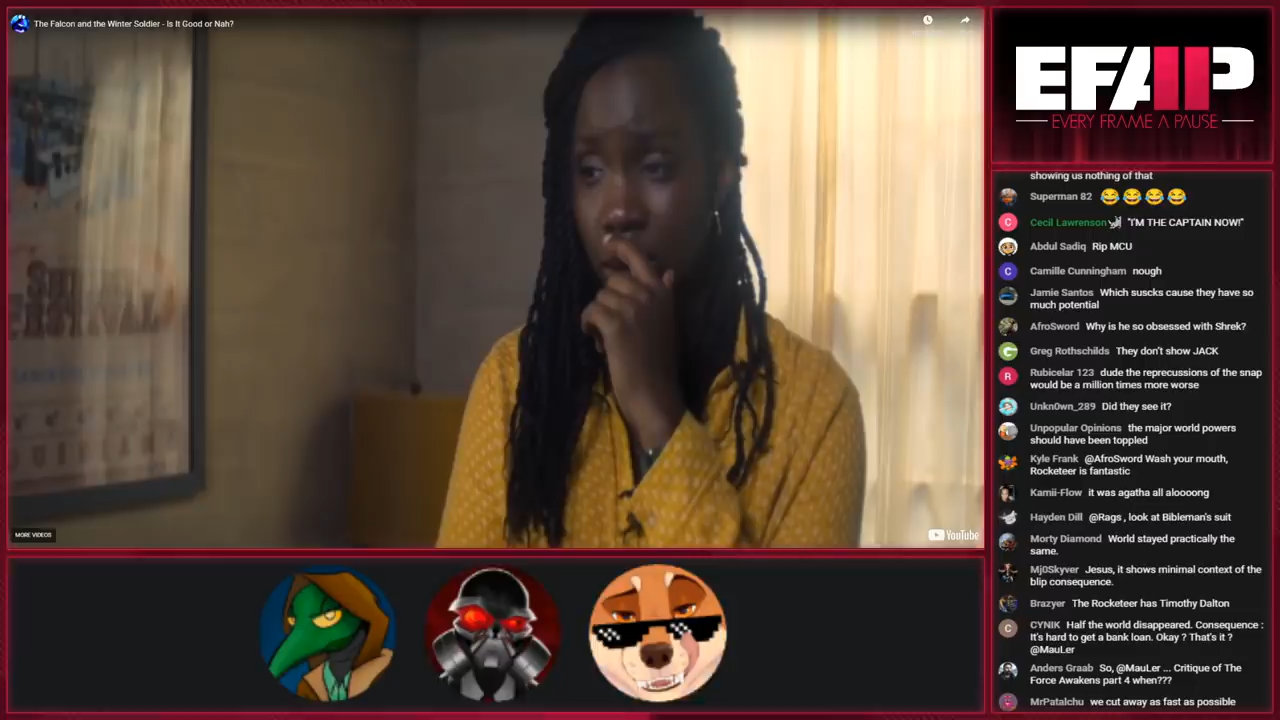 The Falcon and the Winter Soldier - Is It Good or Nah?
MORE VIDEOS
YouTube
EFAP
EVERY FRAME A PAUSE
showing us nothing of that
Superman 82 😂😂😂😂
Cecil Lawrenson "I'M THE CAPTAIN NOW!"
Abdul Sadiq Rip MCU
Camille Cunningham nough
Jamie Santos Which suscks cause they have so
much potential
AfroSword Why is he so obsessed with Shrek?
Greg Rothschilds They don't show JACK
Rubicelar 123 dude the reprecussions of the snap
would be a million times more worse
Unkn0wn_289 Did they see it?
Unpopular Opinions the major world powers
should have been toppled
Kyle Frank @AfroSword Wash your mouth,
Rocketeer is fantastic
Kamii-Flow it was agatha all aloooong
Hayden Dill @Rags , look at Bibleman's suit
Morty Diamond World stayed practically the
same.
Mj0Skyver Jesus, it shows minimal context of the
blip consequence.
Brazyer The Rocketeer has Timothy Dalton
CYNIK Half the world disappeared. Consequence :
It's hard to get a bank loan. Okay ? That's it ?
@MauLer
Anders Graab So, @MauLer ... Critique of The
Force Awakens part 4 when???
MrPatalchu we cut away as fast as possible